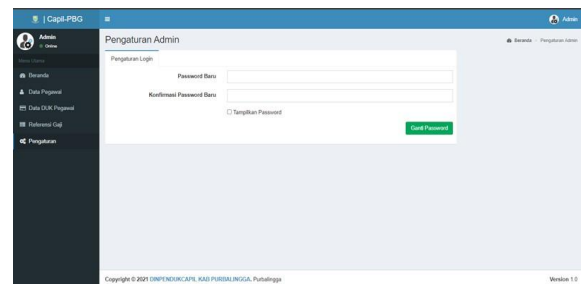 | Capil-PBG
Admin
Admin
Online
Menu Utama
Beranda
Data Pegawai
Data DUK Pegawai
Referensi Gaji
Pengaturan
Pengaturan Admin
Beranda > Pengaturan Admin
Pengaturan Login
Password Baru
Konfirmasi Password Baru
Tampilkan Password
Ganti Password
Copyright © 2021 DINPENDUKCAPIL KAB PURBALINGGA. Purbalingga
Version 1.0